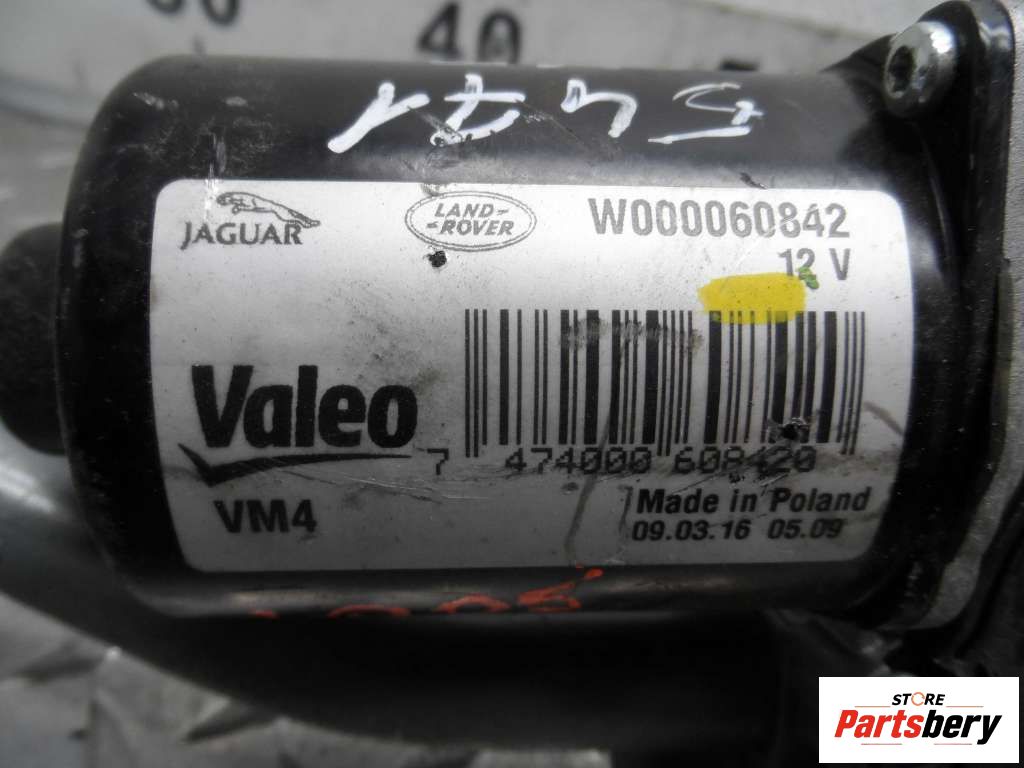 40
5471
JAGUAR
LAND-
-ROVER
W000060842
12 V
Valeo
7 474000 608420
VM4
Made in Poland
09.03.16 05.09
STORE
Partsbery